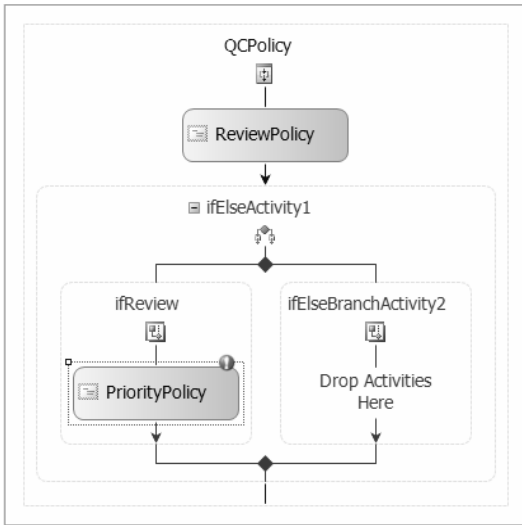 QCPolicy
ReviewPolicy
ifElseActivity1
ifReview
ifElseBranchActivity2
PriorityPolicy
Drop Activities
Here